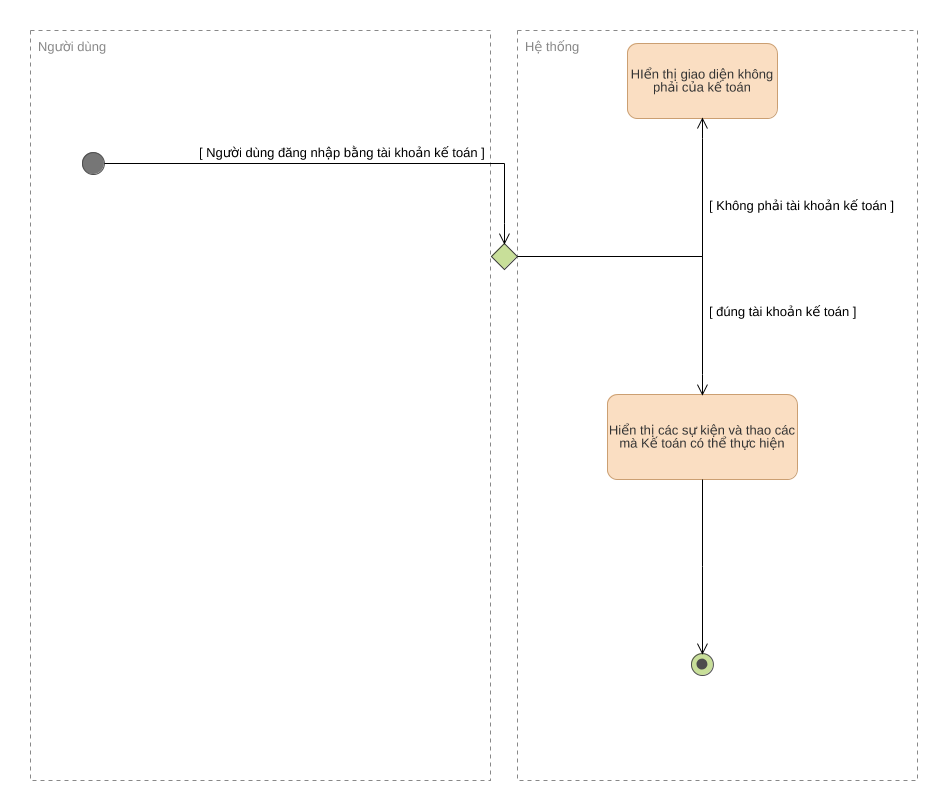 Người dùng
Hệ thống
HIển thị giao diện không
phải của kế toán
[ Người dùng đăng nhập bằng tài khoản kế toán ]
[ Không phải tài khoản kế toán ]
[ đúng tài khoản kế toán ]
Hiển thị các sự kiện và thao các
mà Kế toán có thể thực hiện